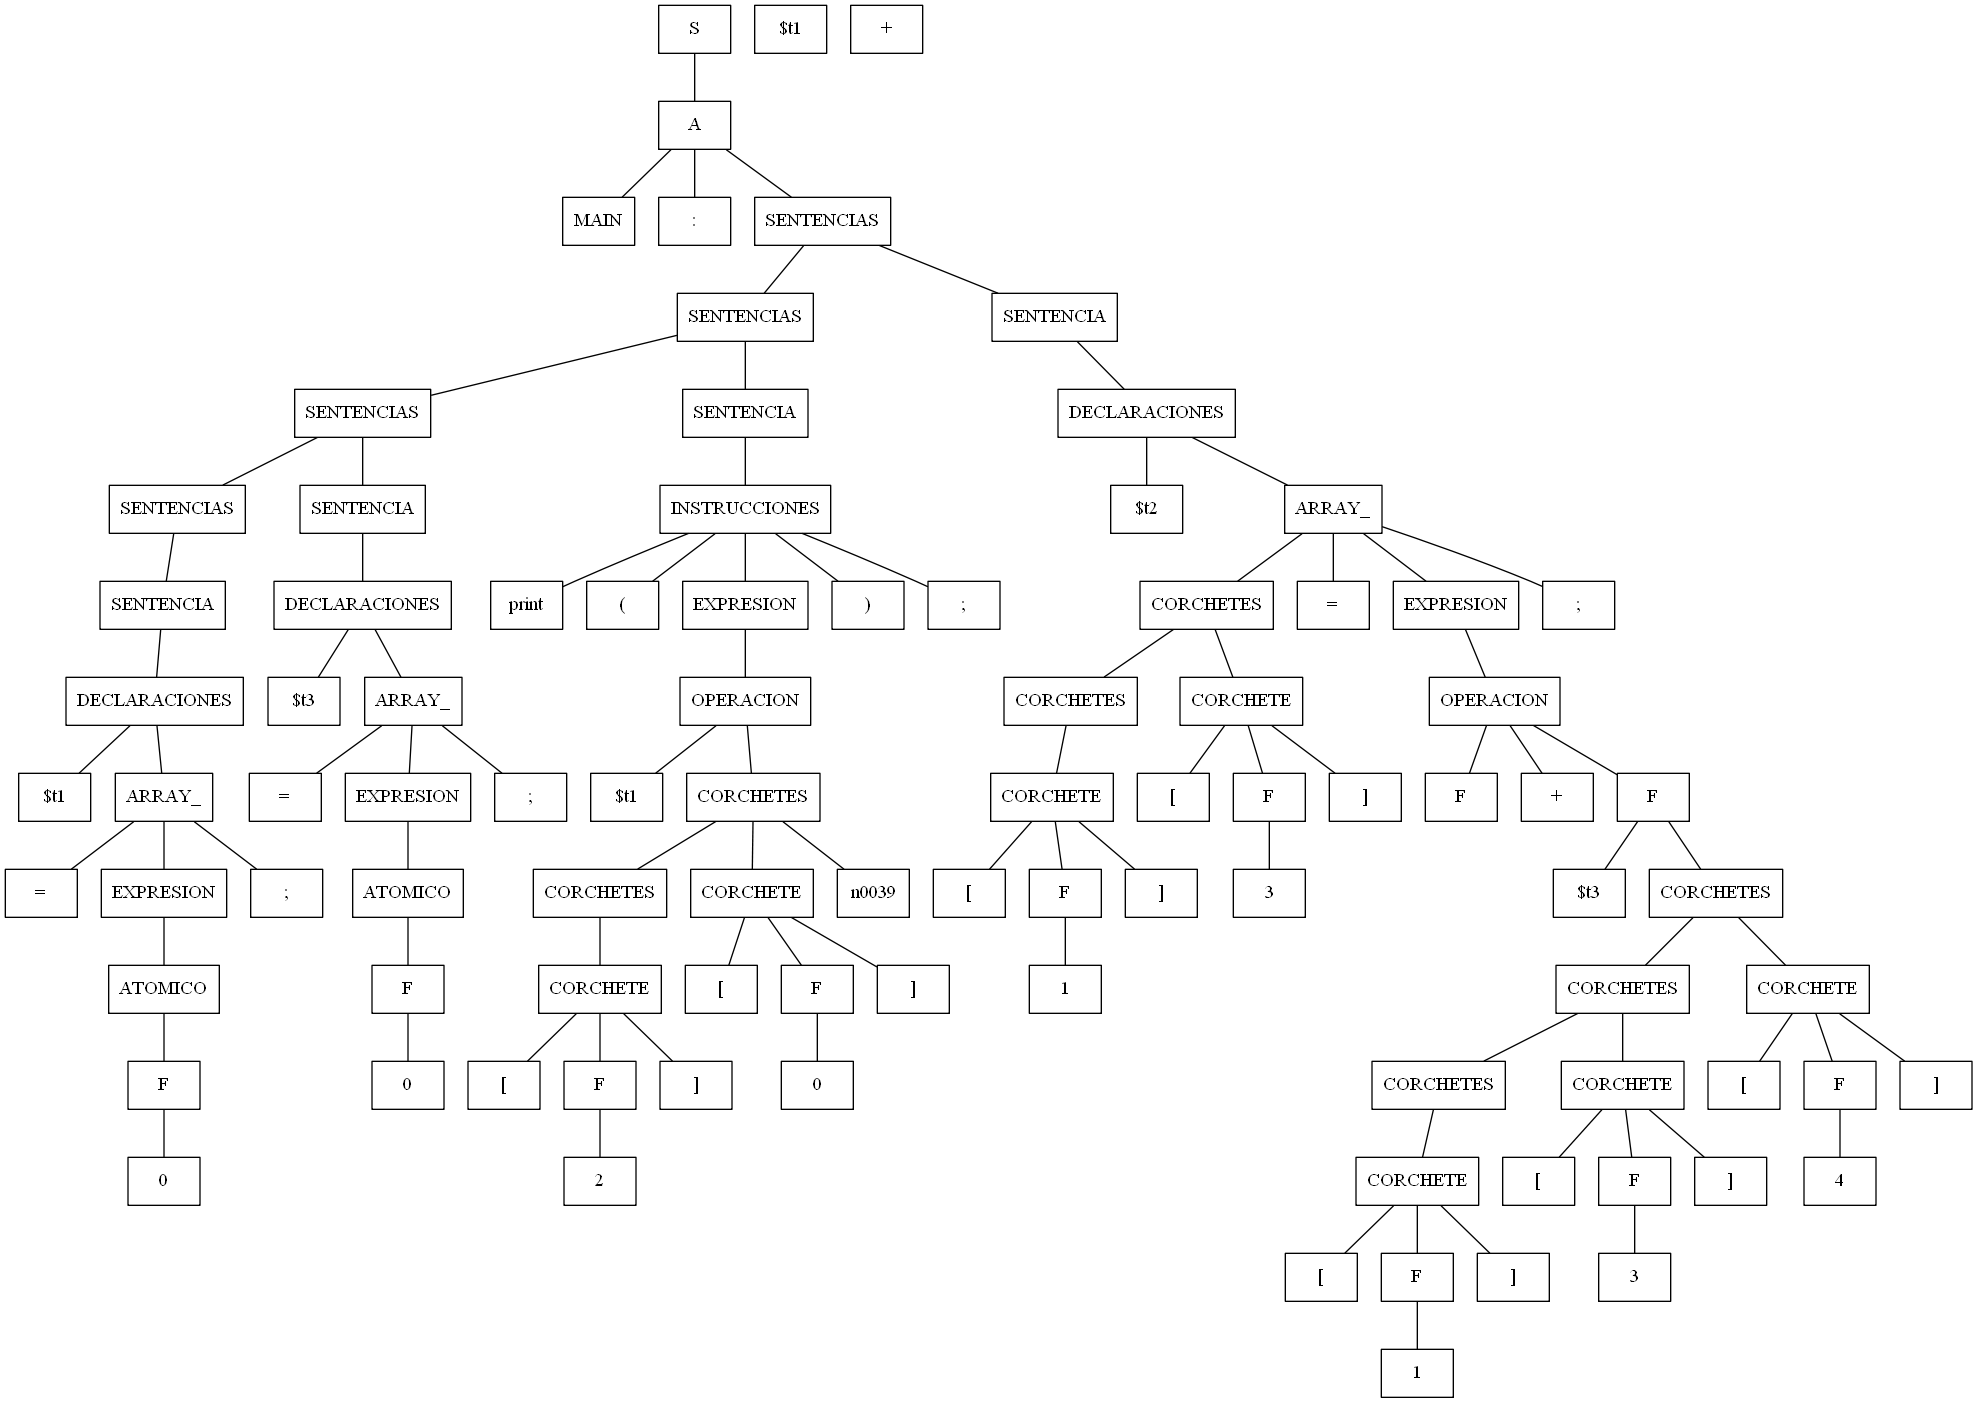 S $t1 +
A
MAIN : SENTENCIAS
SENTENCIAS SENTENCIA
SENTENCIAS SENTENCIA DECLARACIONES
SENTENCIAS SENTENCIA INSTRUCCIONES $t2 ARRAY_
SENTENCIA DECLARACIONES print ( EXPRESION ) ; CORCHETES = EXPRESION ;
DECLARACIONES $t3 ARRAY_ OPERACION CORCHETES CORCHETE OPERACION
$t1 ARRAY_ = EXPRESION ; $t1 CORCHETES CORCHETE [ F ] F + F
= EXPRESION ; ATOMICO CORCHETES CORCHETE n0039 [ F ] 3 $t3 CORCHETES
ATOMICO F CORCHETE [ F ] 1 CORCHETES CORCHETE
F 0 [ F ] 0 CORCHETES CORCHETE [ F ]
0 2 CORCHETE [ F ] 4
[ F ] 3
1